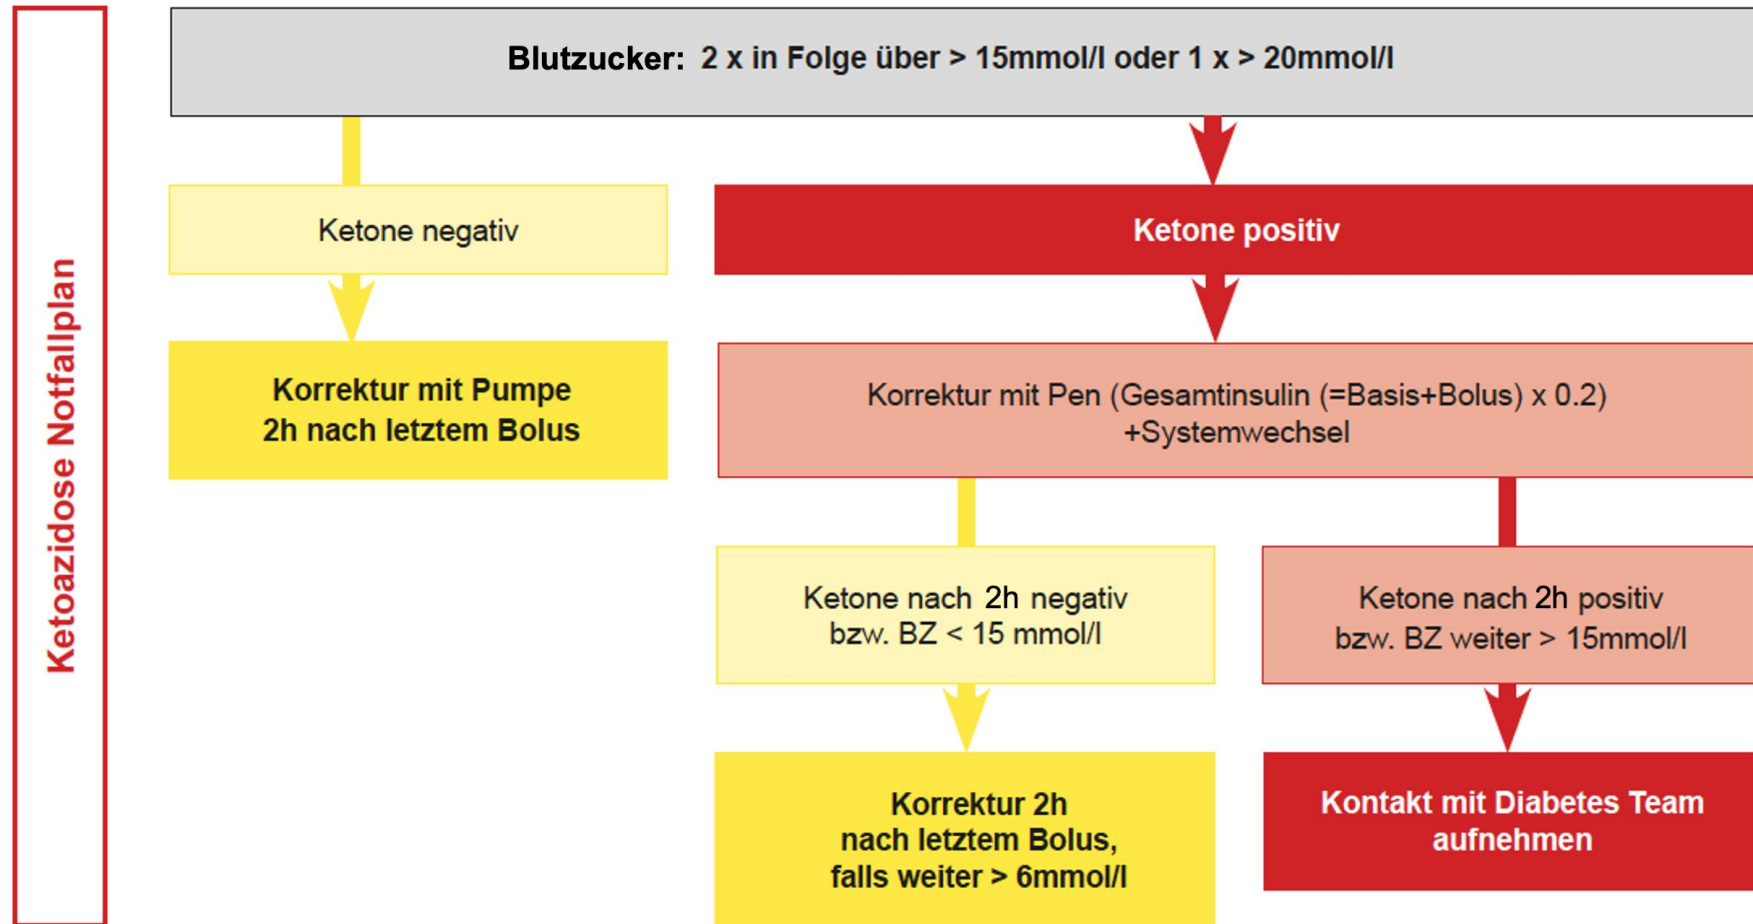 Ketoazidose Notfallplan
Blutzucker: 2 x in Folge über > 15mmol/l oder 1 x > 20mmol/l
Ketone negativ
Ketone positiv
Korrektur mit Pumpe
2h nach letztem Bolus
Korrektur mit Pen (Gesamtinsulin (=Basis+Bolus) x 0.2)
+Systemwechsel
Ketone nach 2h negativ
bzw. BZ < 15 mmol/l
Ketone nach 2h positiv
bzw. BZ weiter > 15mmol/l
Korrektur 2h
nach letztem Bolus,
falls weiter > 6mmol/l
Kontakt mit Diabetes Team
aufnehmen